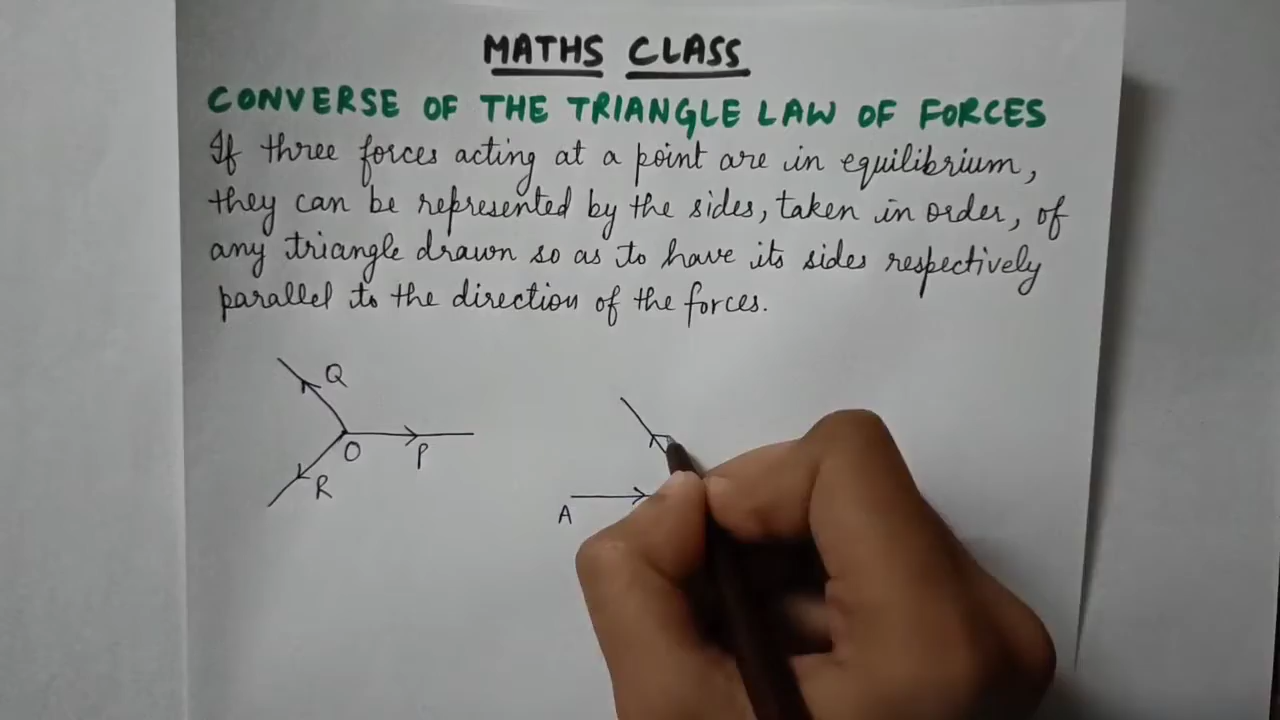 MATHS CLASS
CONVERSE OF THE TRIANGLE LAW OF FORCES
If three forces acting at a point are in equilibrium,
they can be represented by the sides, taken in order, of
any triangle drawn so as to have its sides respectively
parallel to the direction of the forces.
Q
O
P
R
A